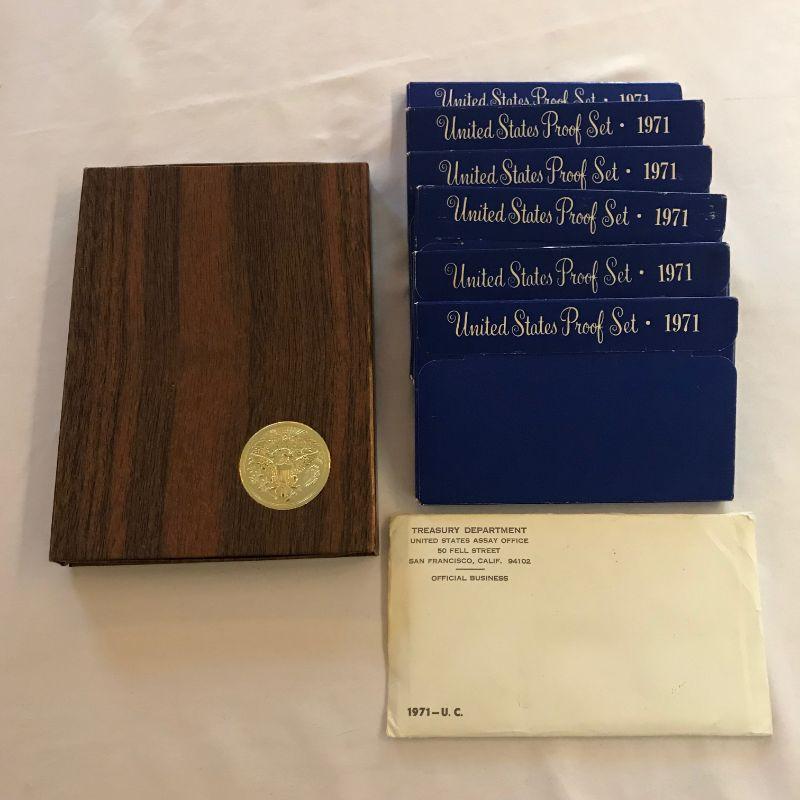 United States Proof Set • 1971
United States Proof Set • 1971
United States Proof Set • 1971
United States Proof Set • 1971
United States Proof Set • 1971
United States Proof Set • 1971
TREASURY DEPARTMENT
UNITED STATES ASSAY OFFICE
50 FELL STREET
SAN FRANCISCO, CALIF. 94102
OFFICIAL BUSINESS
1971—U. C.